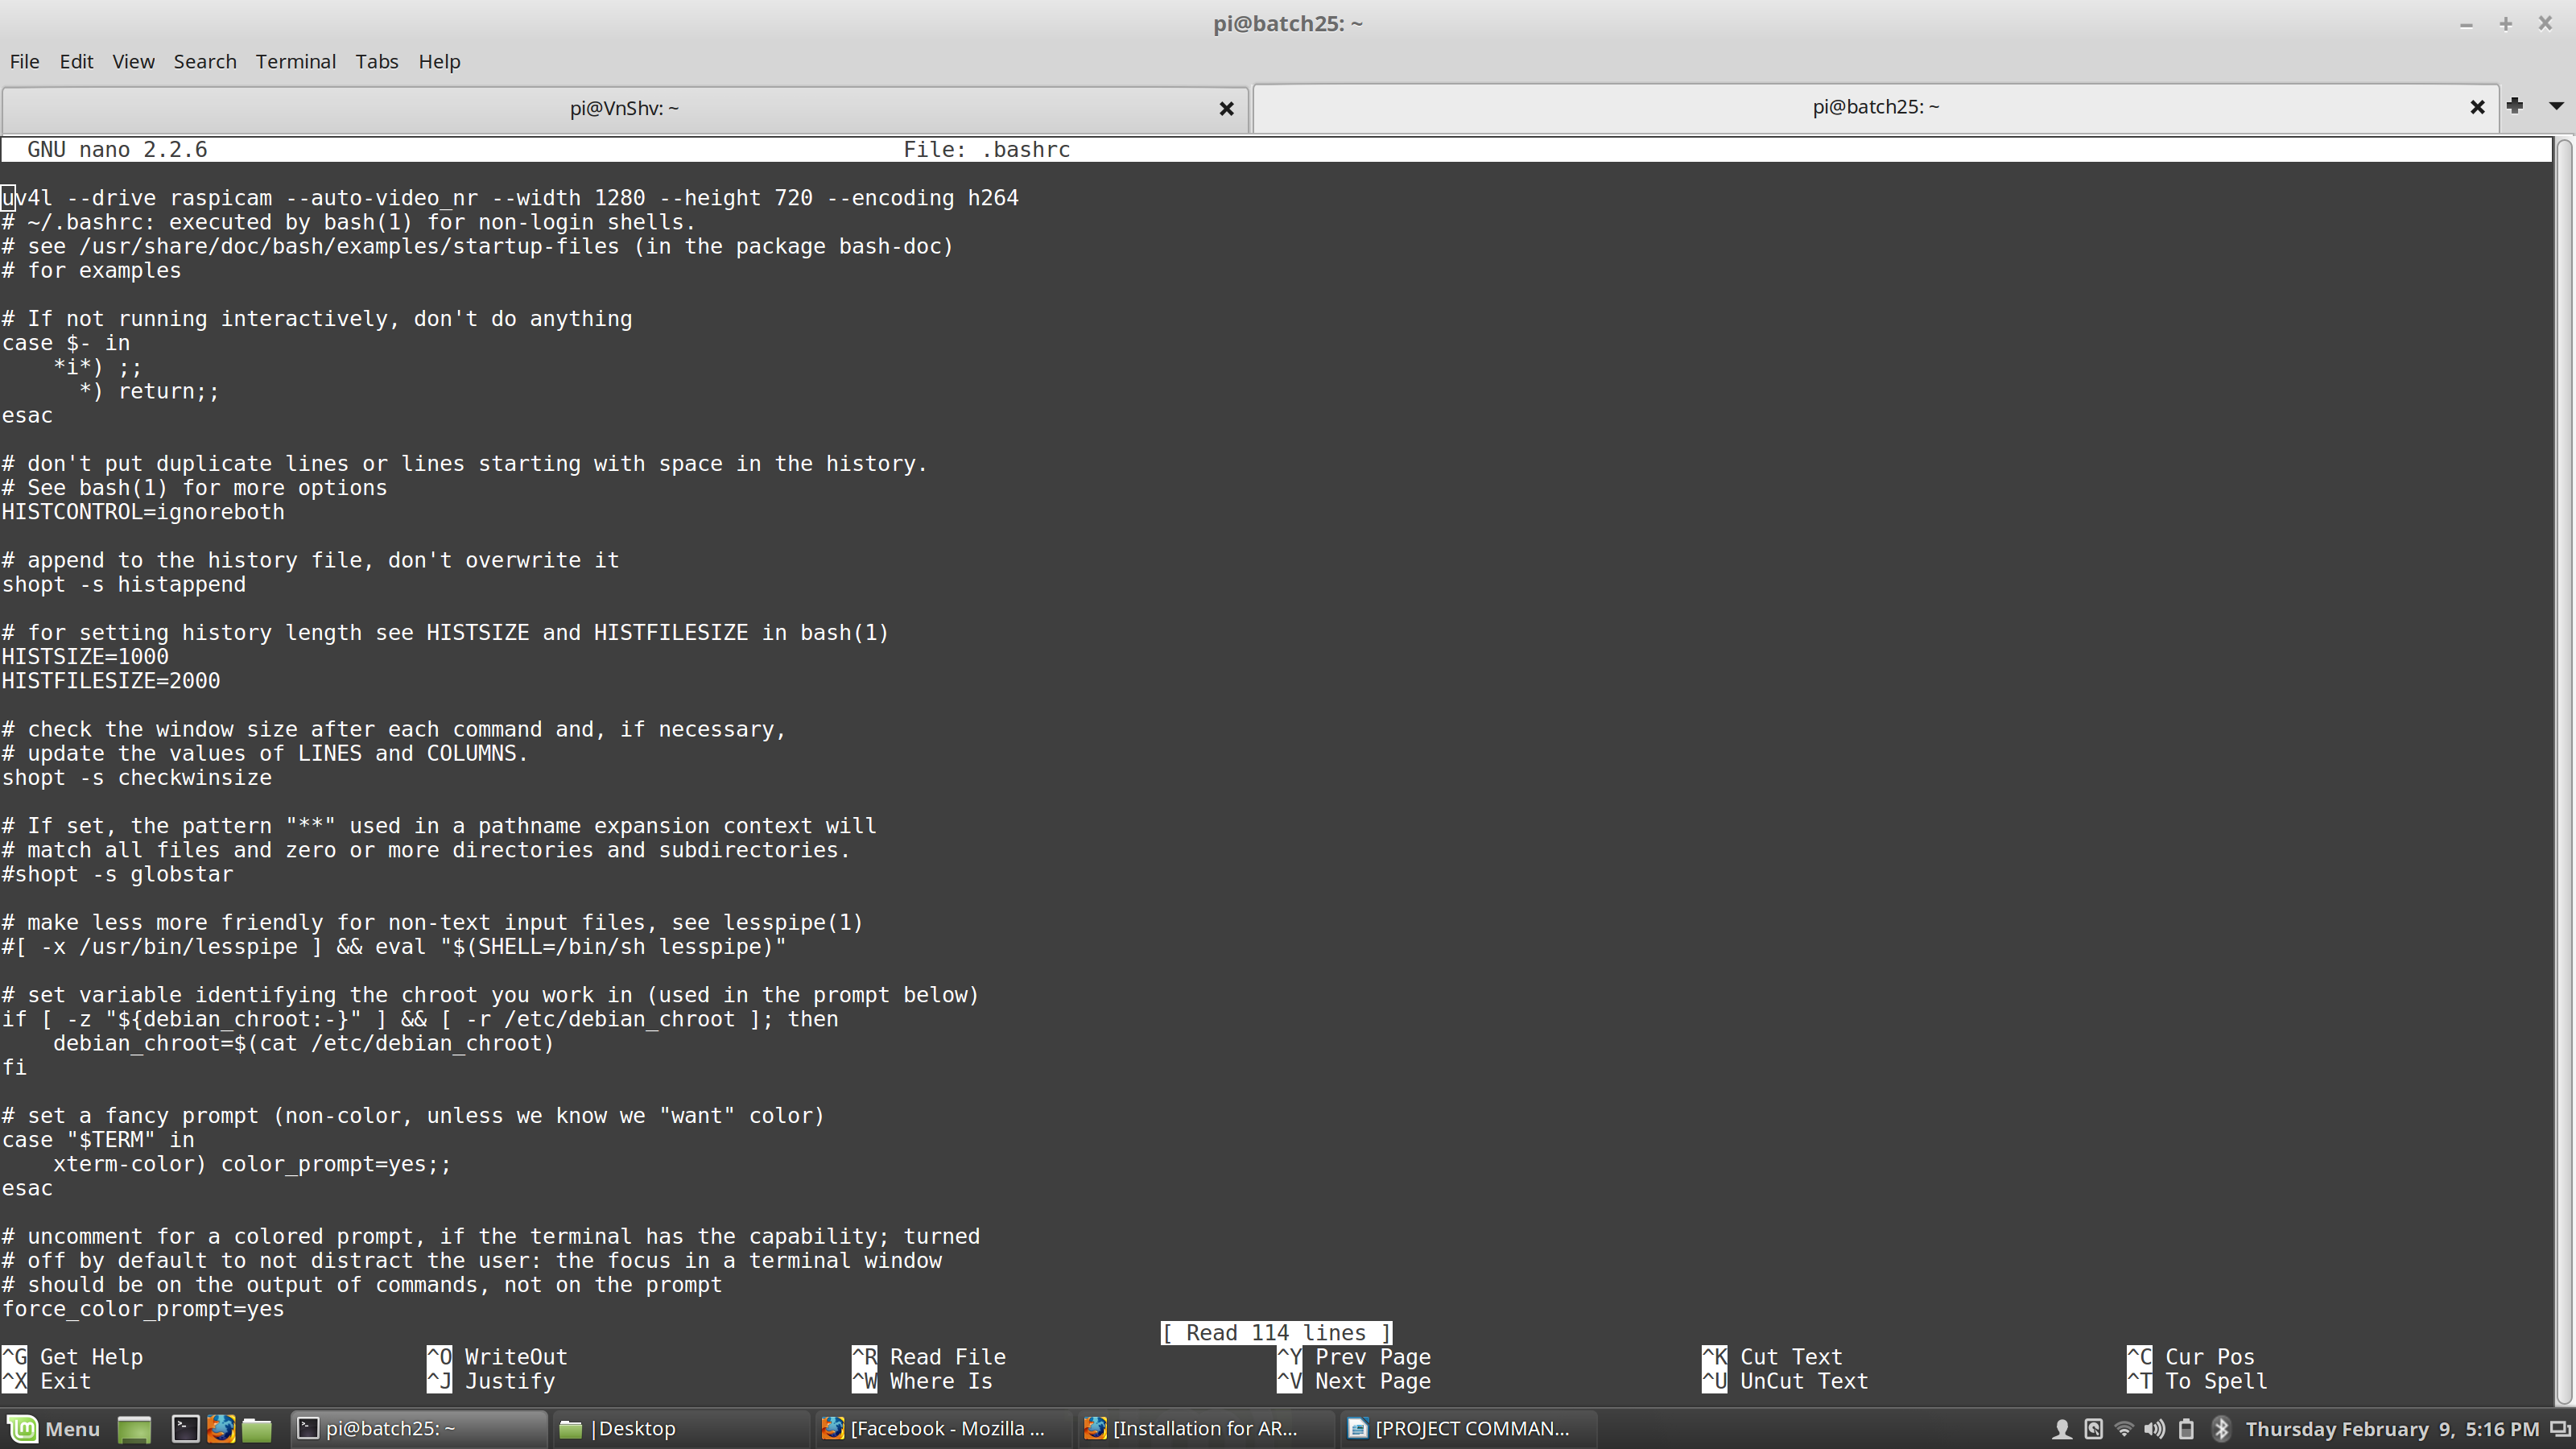 pi@batch25: ~
File Edit View Search Terminal Tabs Help
pi@VnShv: ~
pi@batch25: ~
GNU nano 2.2.6 File: .bashrc
uv4l --drive raspicam --auto-video_nr --width 1280 --height 720 --encoding h264
# ~/.bashrc: executed by bash(1) for non-login shells.
# see /usr/share/doc/bash/examples/startup-files (in the package bash-doc)
# for examples
# If not running interactively, don't do anything
case $- in
    *i*) ;;
      *) return;;
esac
# don't put duplicate lines or lines starting with space in the history.
# See bash(1) for more options
HISTCONTROL=ignoreboth
# append to the history file, don't overwrite it
shopt -s histappend
# for setting history length see HISTSIZE and HISTFILESIZE in bash(1)
HISTSIZE=1000
HISTFILESIZE=2000
# check the window size after each command and, if necessary,
# update the values of LINES and COLUMNS.
shopt -s checkwinsize
# If set, the pattern "**" used in a pathname expansion context will
# match all files and zero or more directories and subdirectories.
#shopt -s globstar
# make less more friendly for non-text input files, see lesspipe(1)
#[ -x /usr/bin/lesspipe ] && eval "$(SHELL=/bin/sh lesspipe)"
# set variable identifying the chroot you work in (used in the prompt below)
if [ -z "${debian_chroot:-}" ] && [ -r /etc/debian_chroot ]; then
    debian_chroot=$(cat /etc/debian_chroot)
fi
# set a fancy prompt (non-color, unless we know we "want" color)
case "$TERM" in
    xterm-color) color_prompt=yes;;
esac
# uncomment for a colored prompt, if the terminal has the capability; turned
# off by default to not distract the user: the focus in a terminal window
# should be on the output of commands, not on the prompt
force_color_prompt=yes
[ Read 114 lines ]
^G Get Help ^O WriteOut ^R Read File ^Y Prev Page ^K Cut Text ^C Cur Pos
^X Exit ^J Justify ^W Where Is ^V Next Page ^U UnCut Text ^T To Spell
Menu pi@batch25: ~ |Desktop [Facebook - Mozilla ... [Installation for AR... [PROJECT COMMAN... Thursday February 9, 5:16 PM